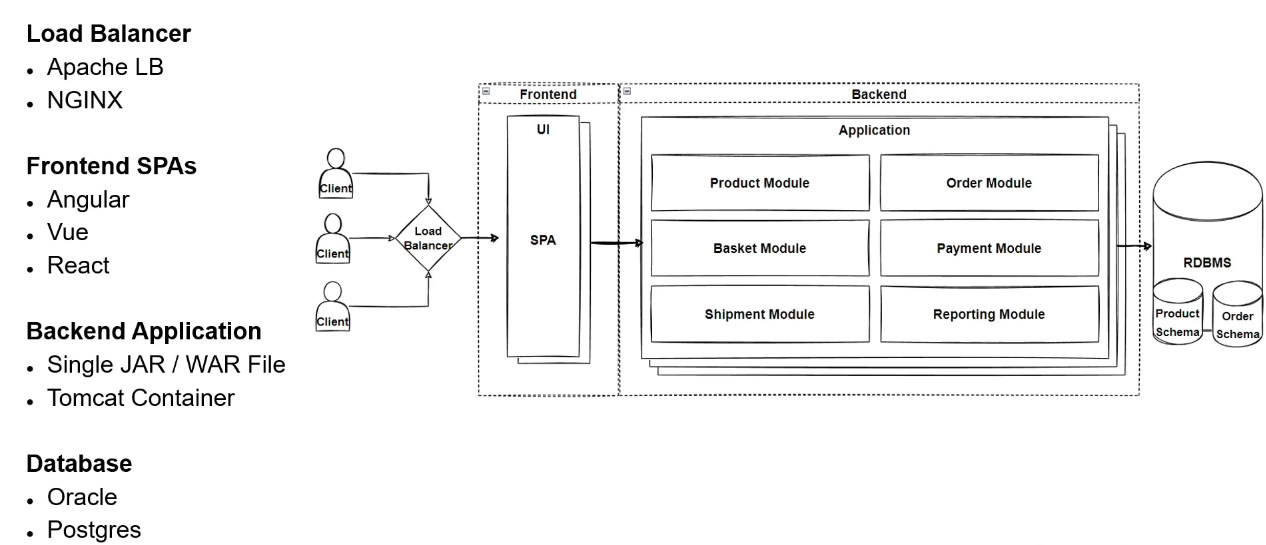 Load Balancer
• Apache LB
• NGINX
Frontend SPAs
• Angular
• Vue
• React
Backend Application
• Single JAR / WAR File
• Tomcat Container
Database
• Oracle
• Postgres
Client
Client
Client
Load
Balancer
Frontend
UI
SPA
Backend
Application
Product Module
Order Module
Basket Module
Payment Module
Shipment Module
Reporting Module
RDBMS
Product
Schema
Order
Schema